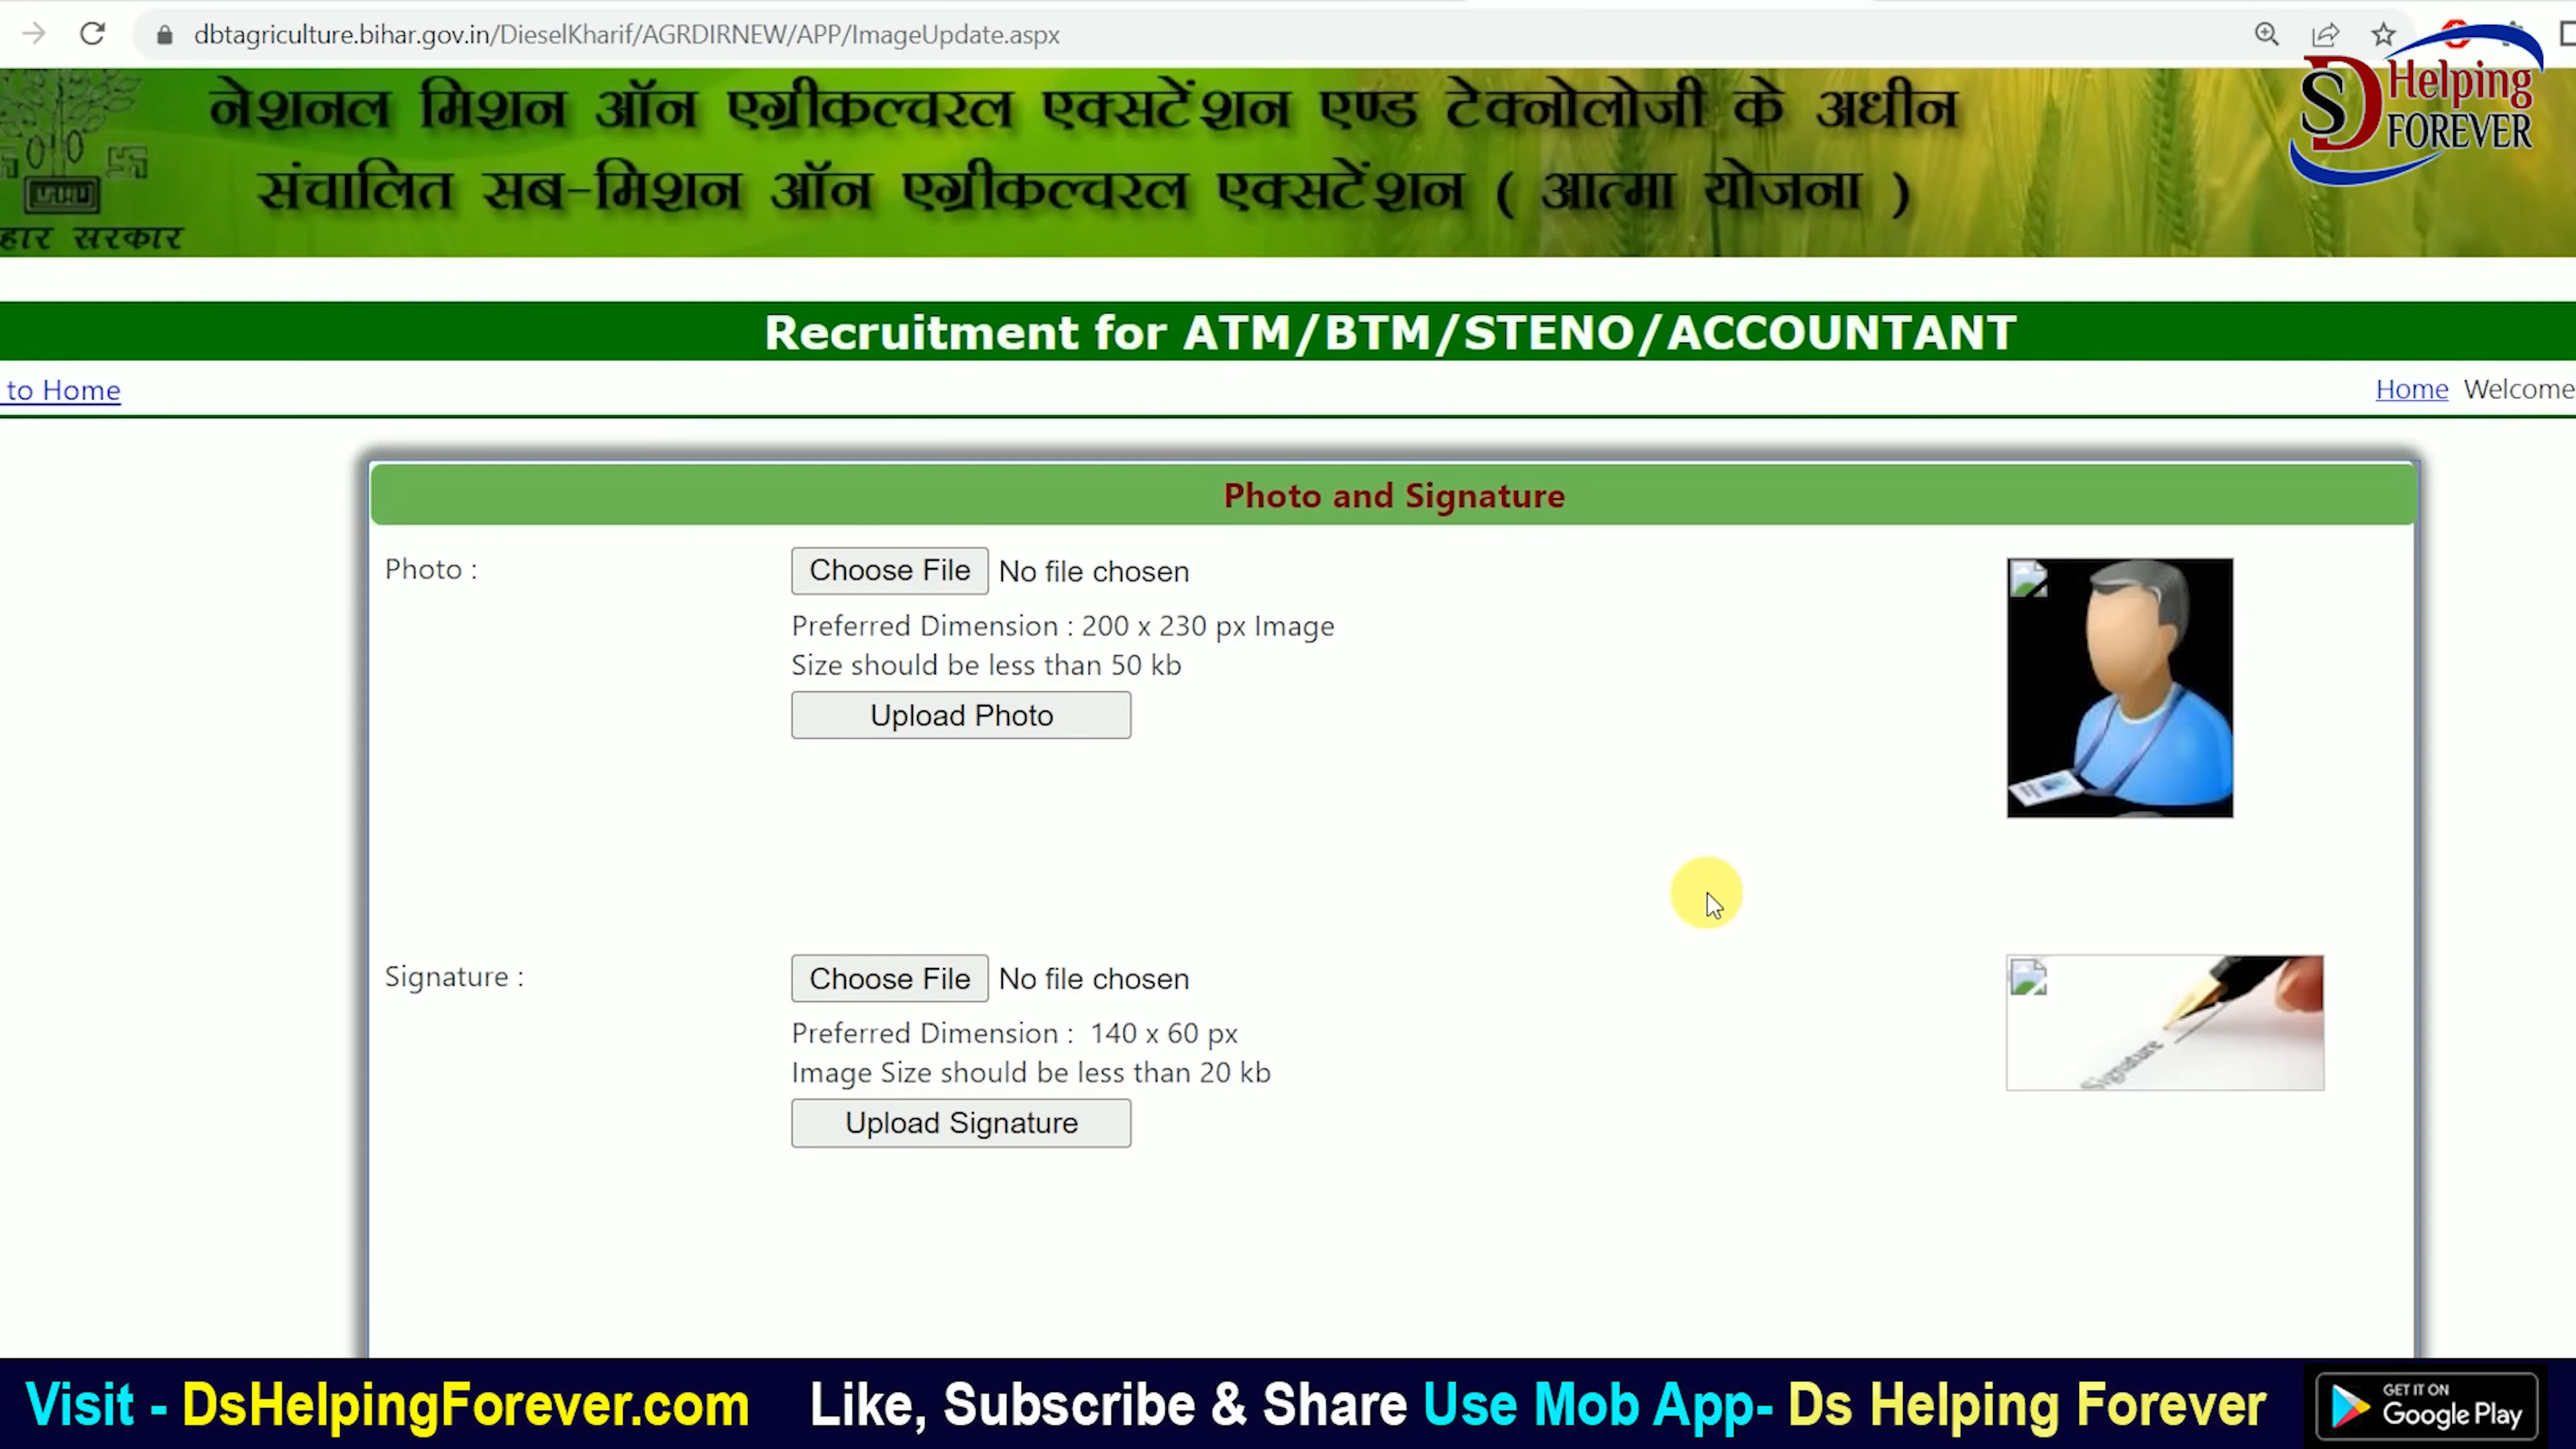 dbtagriculture.bihar.gov.in/DieselKharif/AGRDIRNEW/APP/ImageUpdate.aspx
DS Helping FOREVER
नेशनल मिशन ऑन एग्रीकल्चरल एक्सटेंशन एण्ड टेक्नोलोजी के अधीन
संचालित सब-मिशन ऑन एग्रीकल्चरल एक्सटेंशन ( आत्मा योजना )
हार सरकार
Recruitment for ATM/BTM/STENO/ACCOUNTANT
to Home
Home Welcome
Photo and Signature
Photo :
Choose File No file chosen
Preferred Dimension : 200 x 230 px Image
Size should be less than 50 kb
Upload Photo
Signature :
Choose File No file chosen
Preferred Dimension : 140 x 60 px
Image Size should be less than 20 kb
Upload Signature
Signature
Visit - DsHelpingForever.com Like, Subscribe & Share Use Mob App- Ds Helping Forever
GET IT ON
Google Play